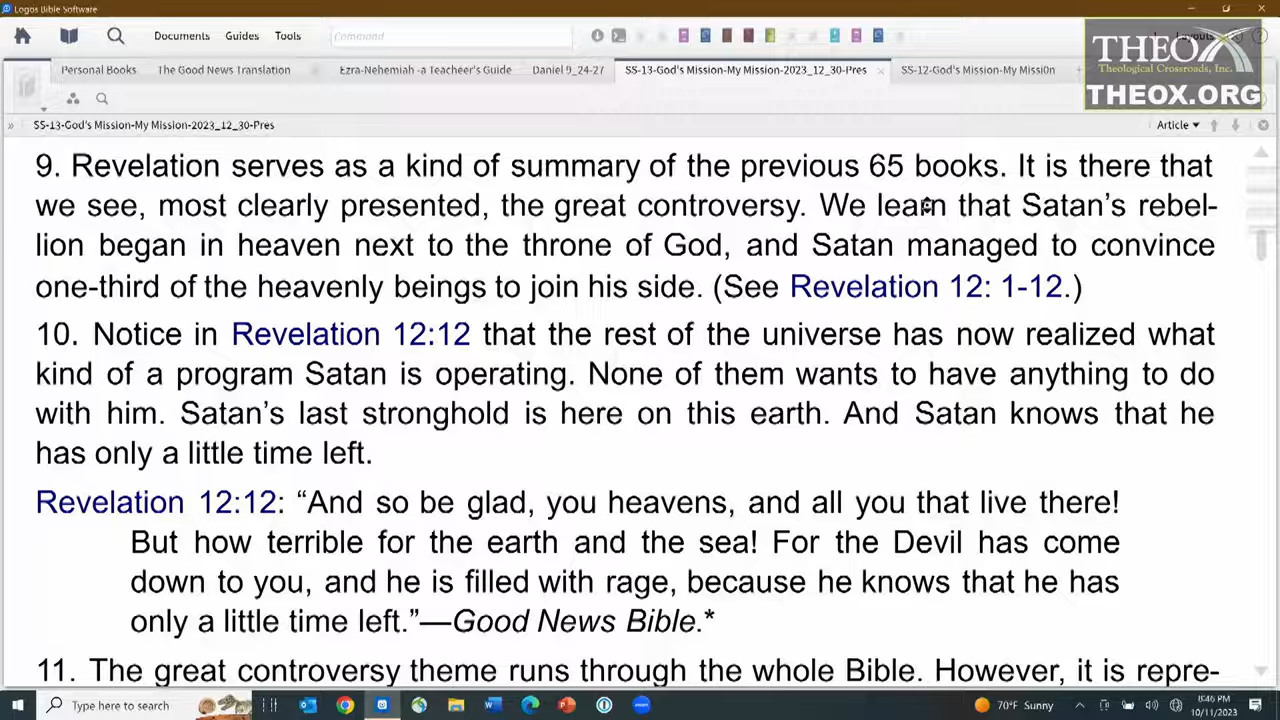 Logos Bible Software
Documents Guides Tools Command
THEOX
Theological Crossroads, Inc.
THEOX.ORG
Personal Books The Good News Translation Daniel 9_24-27 SS-13-God's Mission-My Mission-2023_12_30-Pres SS-12-God's Mission-My Missi0n
SS-13-God's Mission-My Mission-2023_12_30-Pres Article
9. Revelation serves as a kind of summary of the previous 65 books. It is there that
we see, most clearly presented, the great controversy. We learn that Satan's rebel-
lion began in heaven next to the throne of God, and Satan managed to convince
one-third of the heavenly beings to join his side. (See Revelation 12: 1-12.)
10. Notice in Revelation 12:12 that the rest of the universe has now realized what
kind of a program Satan is operating. None of them wants to have anything to do
with him. Satan's last stronghold is here on this earth. And Satan knows that he
has only a little time left.
Revelation 12:12: “And so be glad, you heavens, and all you that live there!
But how terrible for the earth and the sea! For the Devil has come
down to you, and he is filled with rage, because he knows that he has
only a little time left.”—Good News Bible.*
11. The great controversy theme runs through the whole Bible. However, it is repre-
Type here to search
70°F Sunny
8:46 PM
10/11/2023